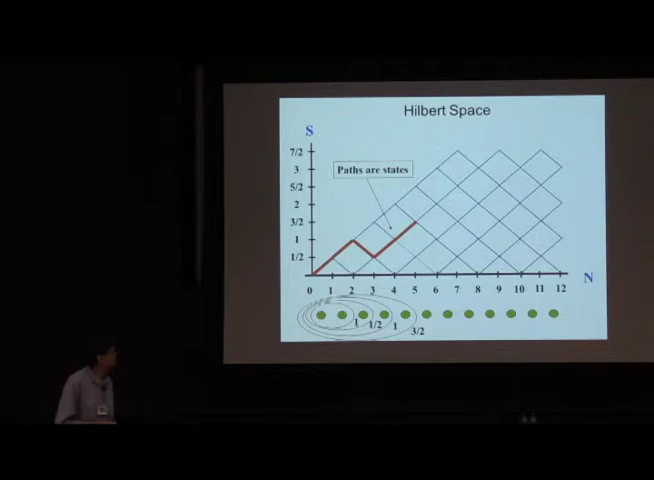 Hilbert Space
S
7/2
3
Paths are states
5/2
2
3/2
1
1/2
N
0 1 2 3 4 5 6 7 8 9 10 11 12
1 1/2 1 3/2